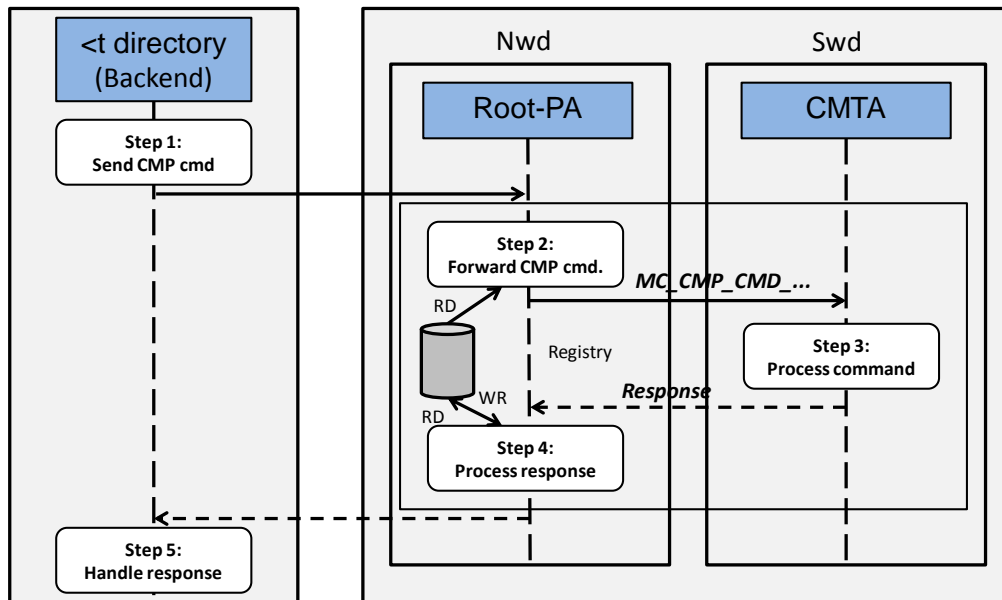 <t directory
(Backend)
Nwd
Swd
Root-PA
CMTA
Step 1:
Send CMP cmd
Step 2:
Forward CMP cmd.
MC_CMP_CMD_...
RD
Registry
Step 3:
Process command
Response
WR
RD
Step 4:
Process response
Step 5:
Handle response